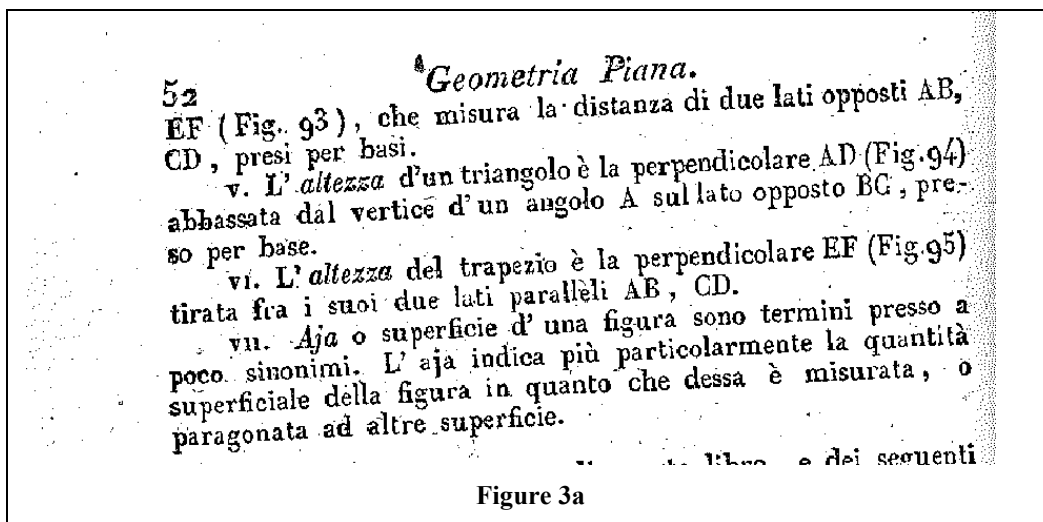 52 Geometria Piana.
EF (Fig. 93), che misura la distanza di due lati opposti AB,
CD, presi per basi.
v. L' altezza d'un triangolo è la perpendicolare AD (Fig. 94)
abbassata dal vertice d' un angolo A sul lato opposto BC, pre-
so per base.
vi. L' altezza del trapezio è la perpendicolare EF (Fig. 95)
tirata fra i suoi due lati parallèli AB, CD.
vii. Aja o superficie d' una figura sono termini presso a
poco sinonimi. L' aja indica più particolarmente la quantità
superficiale della figura in quanto che dessa è misurata, o
paragonata ad altre superficie.
libro e dei seguenti
Figure 3a